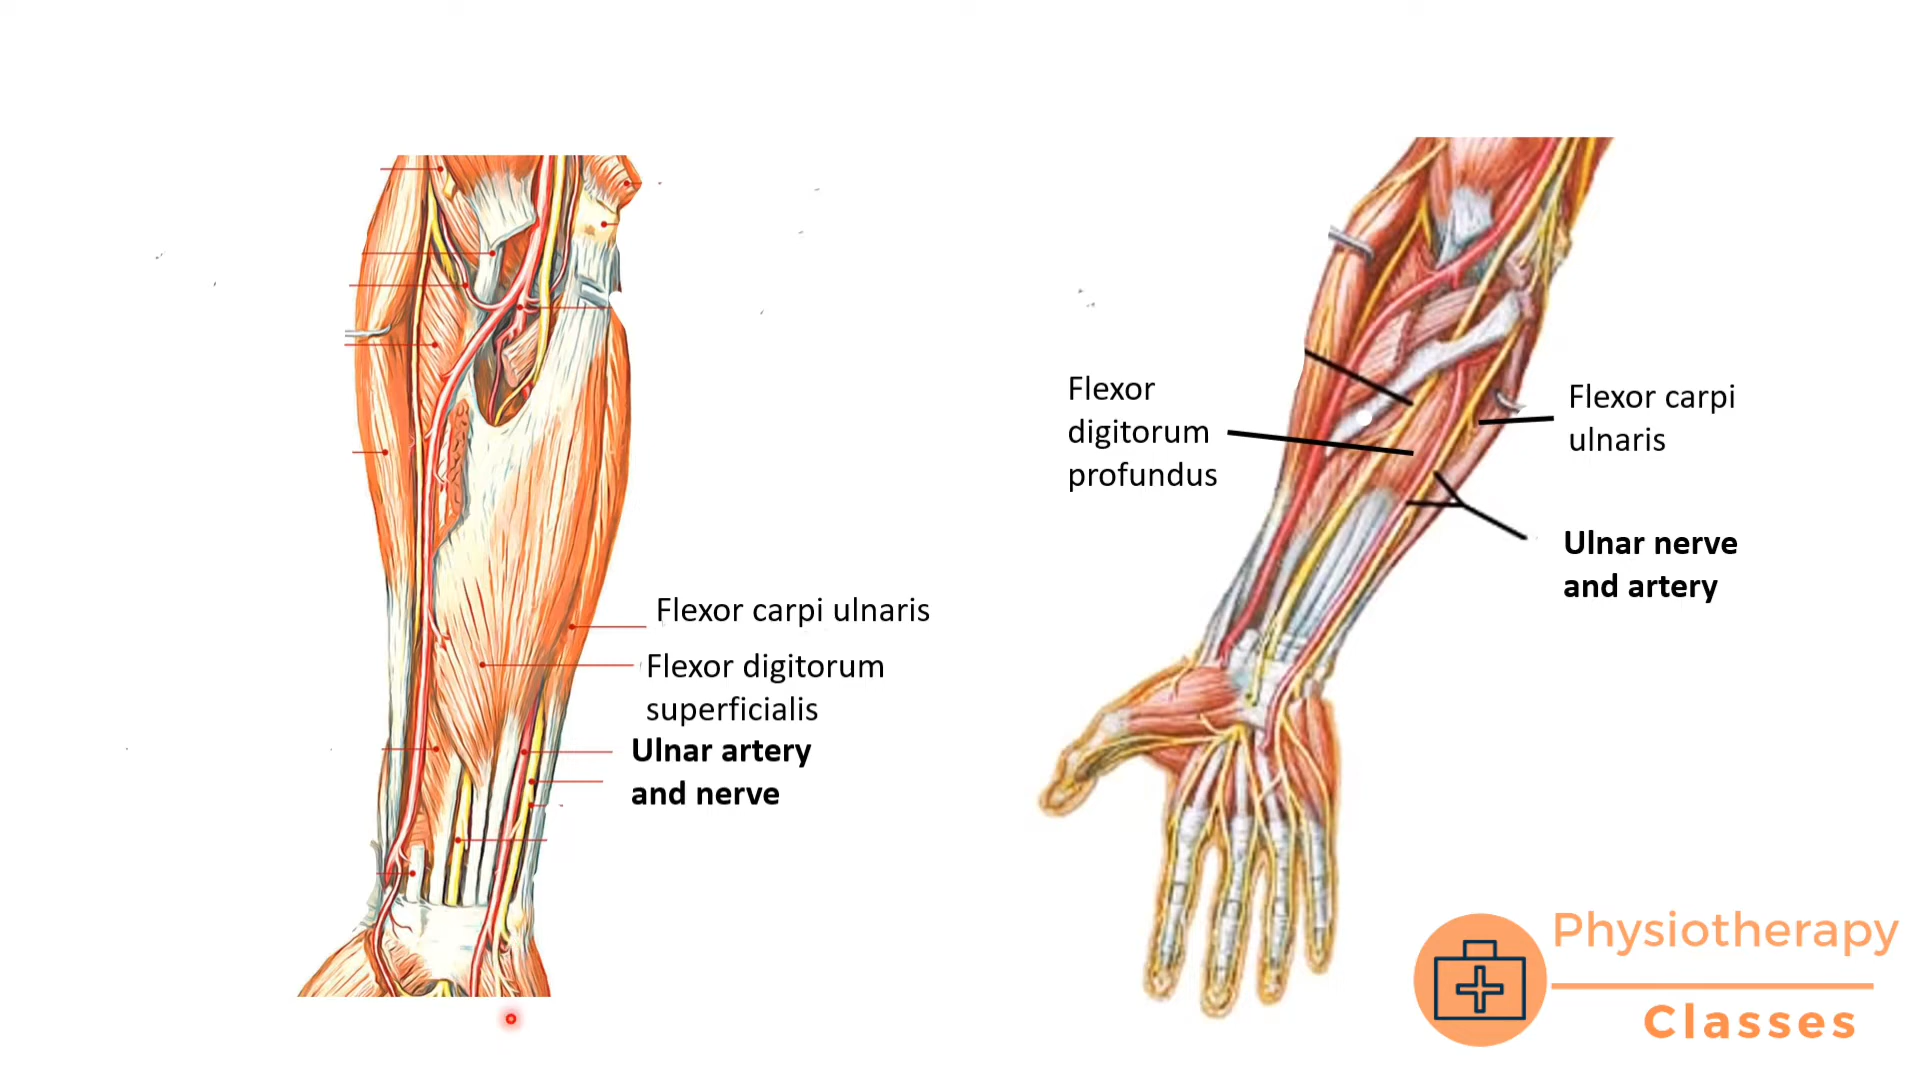 Flexor carpi ulnaris
Flexor digitorum
superficialis
Ulnar artery
and nerve
Flexor
digitorum
profundus
Flexor carpi
ulnaris
Ulnar nerve
and artery
Physiotherapy
Classes